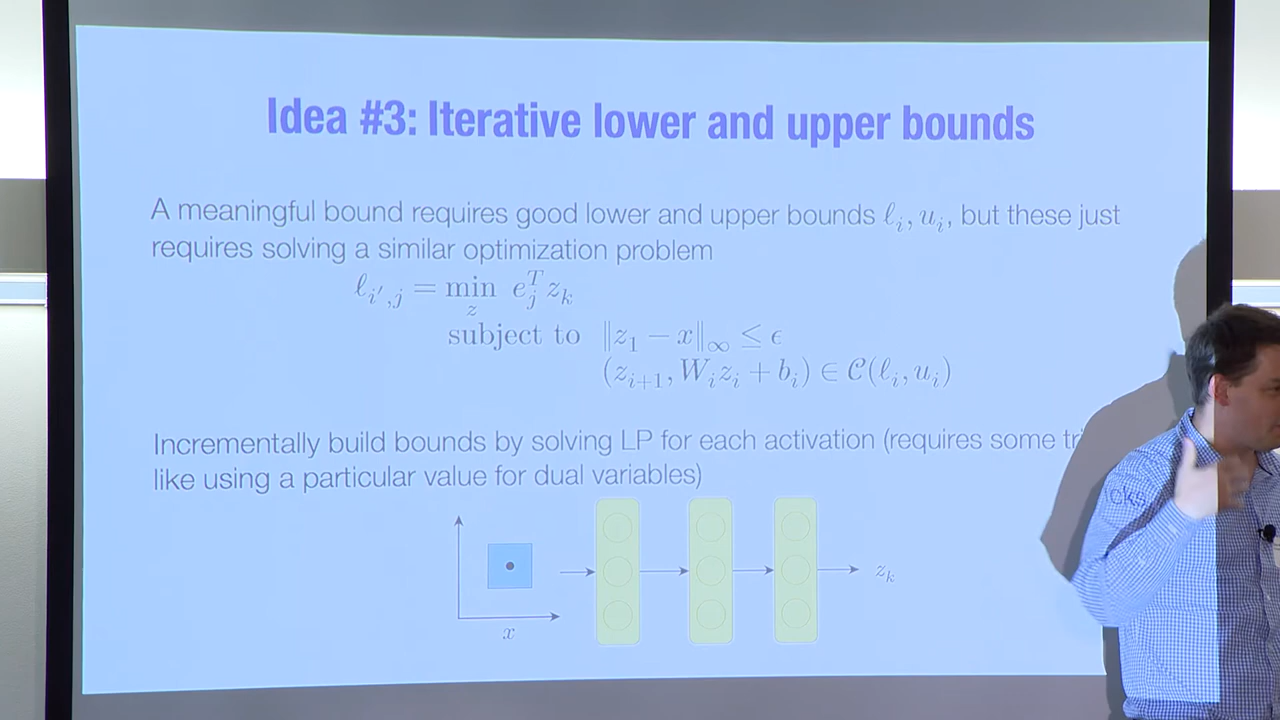 Idea #3: Iterative lower and upper bounds
A meaningful bound requires good lower and upper bounds ℓ_i, u_i, but these just
requires solving a similar optimization problem
ℓ_{i′,j} = min_z e_j^T z_k
subject to ‖z_1 − x‖_∞ ≤ ϵ
(z_{i+1}, W_i z_i + b_i) ∈ 𝒞(ℓ_i, u_i)
Incrementally build bounds by solving LP for each activation (requires some
like using a particular value for dual variables)
z_k
x